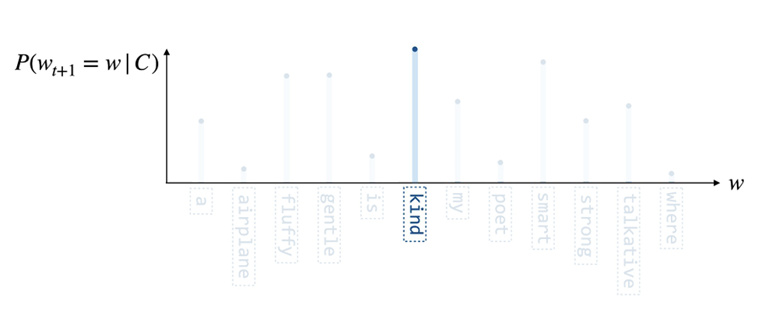 P(w_{t+1} = w | C)
w
a
airplane
fluffy
gentle
is
kind
my
poet
smart
strong
talkative
where